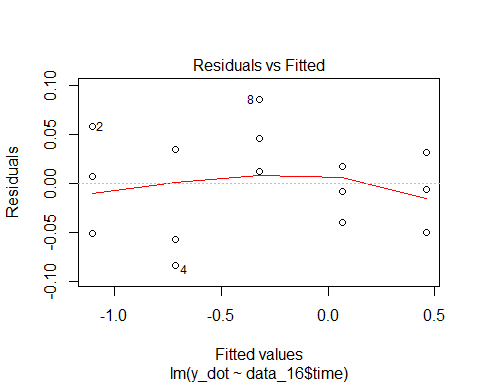 Residuals vs Fitted
Residuals
0.10
0.05
0.00
-0.05
-0.10
8
2
4
-1.0 -0.5 0.0 0.5
Fitted values
lm(y_dot ~ data_16$time)